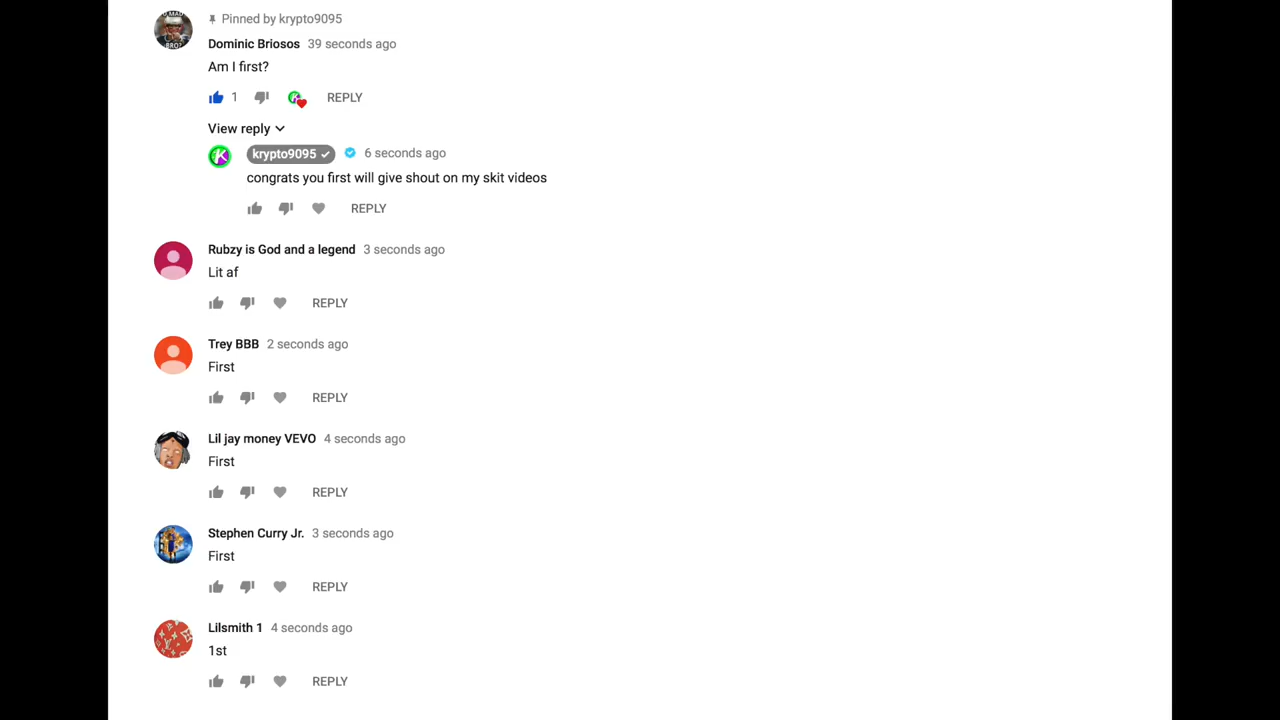 Pinned by krypto9095
Dominic Briosos 39 seconds ago
Am I first?
1 REPLY
View reply
krypto9095 6 seconds ago
congrats you first will give shout on my skit videos
REPLY
Rubzy is God and a legend 3 seconds ago
Lit af
REPLY
Trey BBB 2 seconds ago
First
REPLY
Lil jay money VEVO 4 seconds ago
First
REPLY
Stephen Curry Jr. 3 seconds ago
First
REPLY
Lilsmith 1 4 seconds ago
1st
REPLY